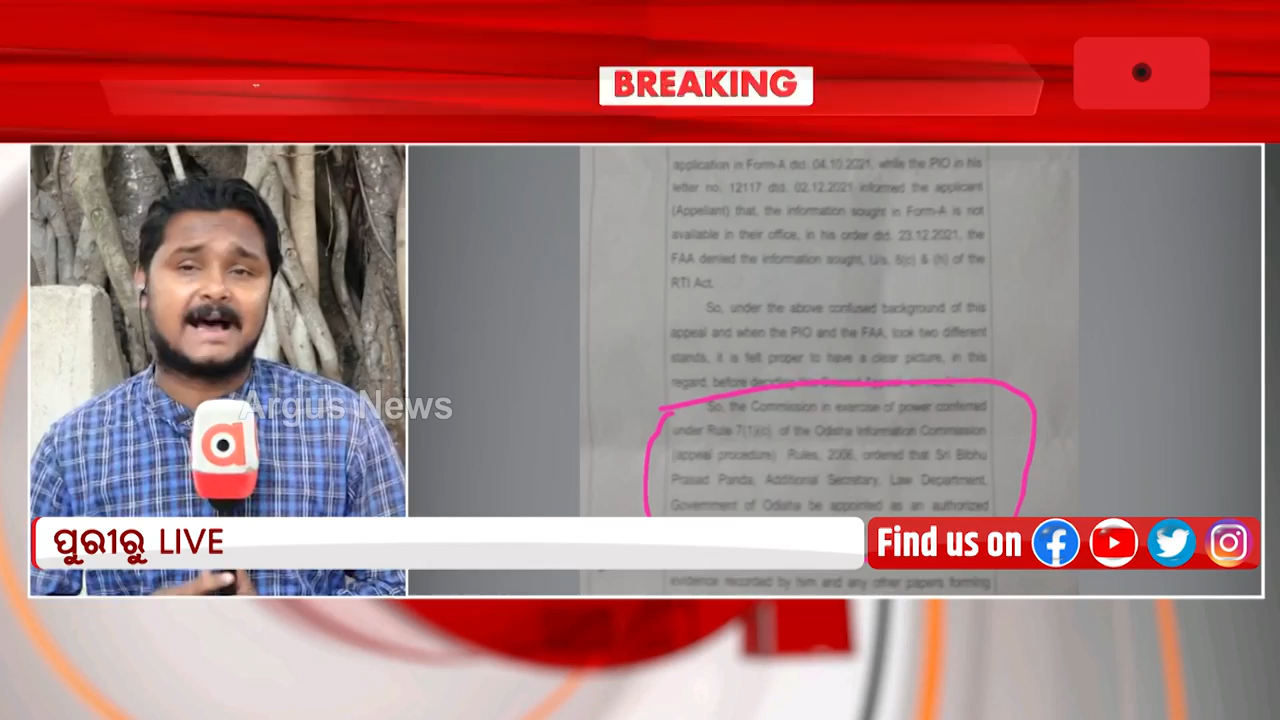 BREAKING
application in Form-A dtd. 04.10.2021, while the PIO in his
letter no. 12117 dtd. 02.12.2021 informed the applicant
(Appellant) that, the information sought in Form-A is not
available in their office, in his order dtd. 23.12.2021, the
FAA denied the information sought, U/s. 8(c) & (h) of the
RTI Act.
So, under the above confused background of this
appeal and when the PIO and the FAA, took two different
stands, it is felt proper to have a clear picture, in this
regard, before deciding
So, the Commission in exercise of power conferred
under Rule 7(1)(c) of the Odisha Information Commission
(appeal procedure) Rules, 2006, ordered that Sri Bibhu
Prasad Panda, Additional Secretary, Law Department,
Government of Odisha be appointed as an authorized
evidence recorded by him and any other papers forming
Argus News
a
ପୁରୀରୁ LIVE
Find us on